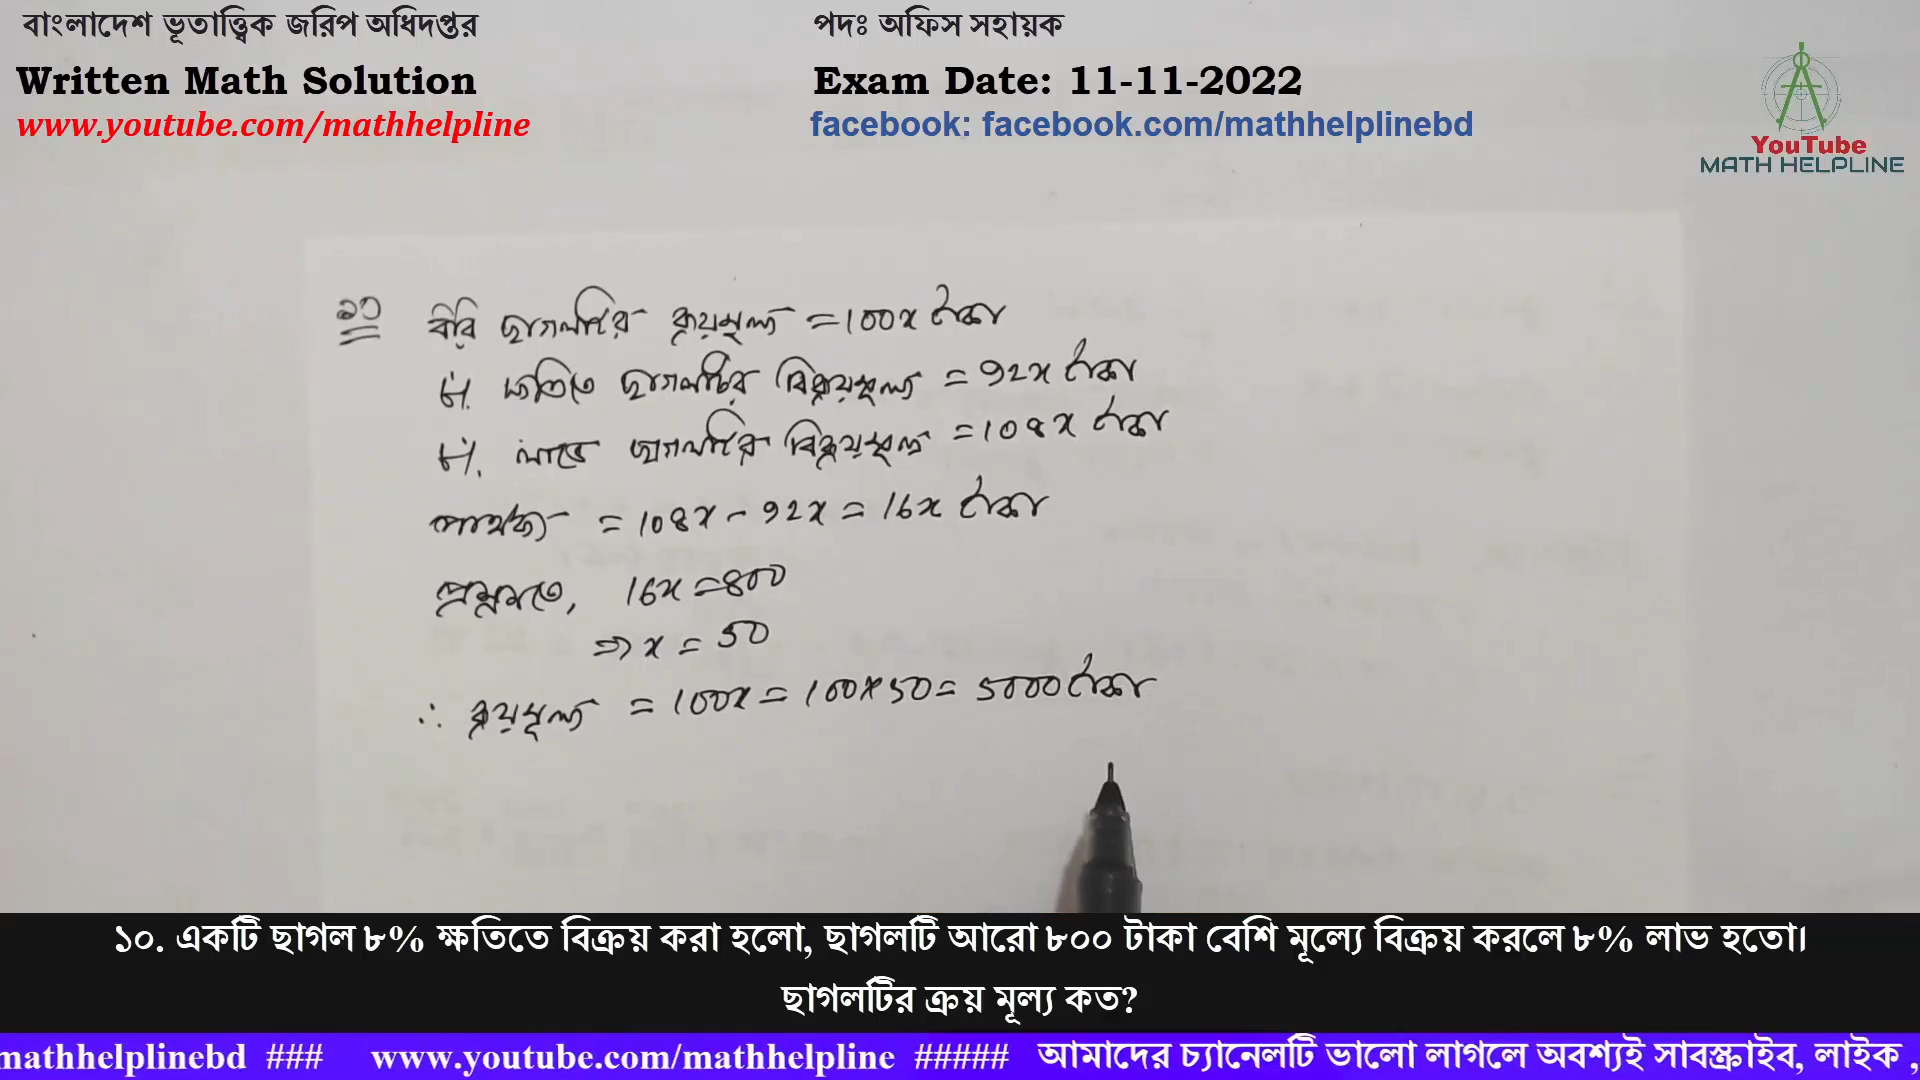 বাংলাদেশ ভূতাত্ত্বিক জরিপ অধিদপ্তর
পদঃ অফিস সহায়ক
Written Math Solution
Exam Date: 11-11-2022
www.youtube.com/mathhelpline
facebook: facebook.com/mathhelplinebd
YouTube
MATH HELPLINE
১০ ধরি ছাগলটির ক্রয়মূল্য = 100x টাকা
৮%. ক্ষতিতে ছাগলটির বিক্রয়মূল্য = 92x টাকা
৮%. লাভে ছাগলটির বিক্রয়মূল্য = 108x টাকা
পার্থক্য = 108x - 92x = 16x টাকা
প্রশ্নমতে, 16x = 800
⇒ x = 50
∴ ক্রয়মূল্য = 100x = 100×50 = 5000 টাকা
১০. একটি ছাগল ৮% ক্ষতিতে বিক্রয় করা হলো, ছাগলটি আরো ৮০০ টাকা বেশি মূল্যে বিক্রয় করলে ৮% লাভ হতো।
ছাগলটির ক্রয় মূল্য কত?
mathhelplinebd ### www.youtube.com/mathhelpline ##### আমাদের চ্যানেলটি ভালো লাগলে অবশ্যই সাবস্ক্রাইব, লাইক ,